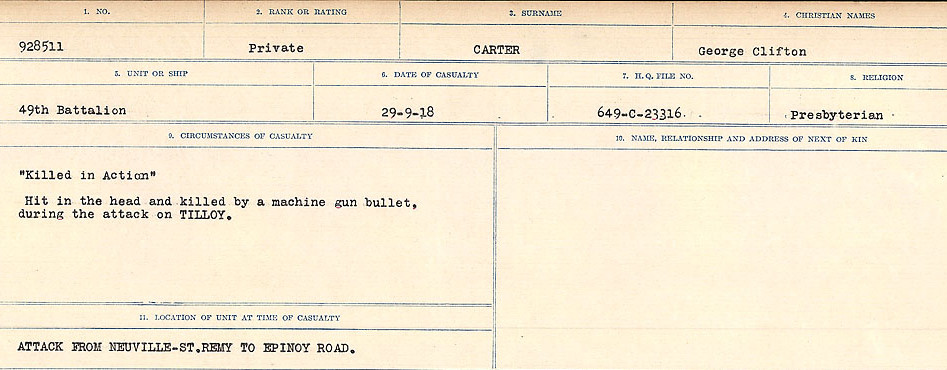 1. NO. 2. RANK OR RATING 3. SURNAME 4. CHRISTIAN NAMES
928511 Private CARTER George Clifton
5. UNIT OR SHIP 6. DATE OF CASUALTY 7. H. Q. FILE NO. 8. RELIGION
49th Battalion 29-9-18 649-C-23316. Presbyterian
9. CIRCUMSTANCES OF CASUALTY 10. NAME, RELATIONSHIP AND ADDRESS OF NEXT OF KIN
"Killed in Action"
Hit in the head and killed by a machine gun bullet,
during the attack on TILLOY.
11. LOCATION OF UNIT AT TIME OF CASUALTY
ATTACK FROM NEUVILLE-ST.REMY TO EPINOY ROAD.